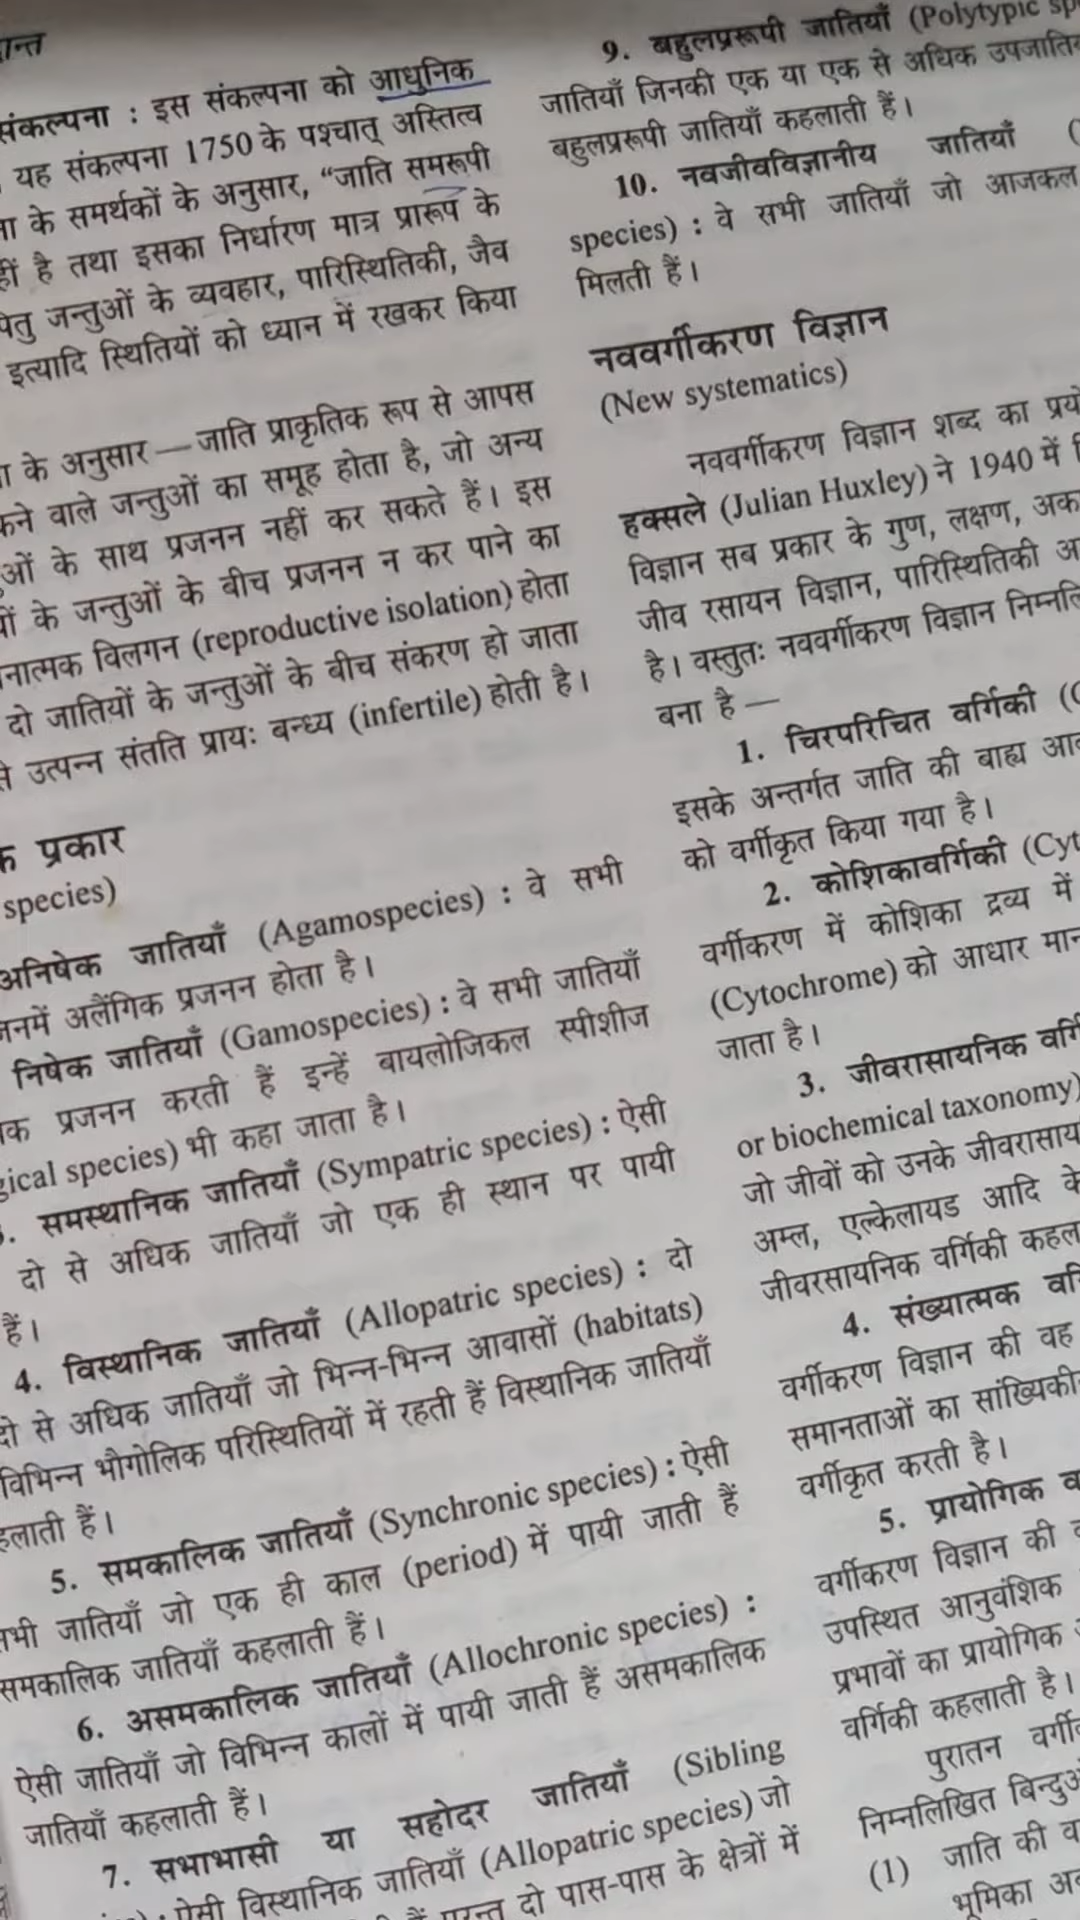 संकल्पना : इस संकल्पना को आधुनिक
यह संकल्पना 1750 के पश्चात् अस्तित्व
के समर्थकों के अनुसार, “जाति समरूपी
है तथा इसका निर्धारण मात्र प्रारूप के
जन्तुओं के व्यवहार, पारिस्थितिकी, जैव
इत्यादि स्थितियों को ध्यान में रखकर किया
के अनुसार — जाति प्राकृतिक रूप से आपस
वाले जन्तुओं का समूह होता है, जो अन्य
के साथ प्रजनन नहीं कर सकते हैं। इस
के जन्तुओं के बीच प्रजनन न कर पाने का
विलगन (reproductive isolation) होता
दो जातियों के जन्तुओं के बीच संकरण हो जाता
उत्पन्न संतति प्रायः बन्ध्य (infertile) होती है।
प्रकार
species)
अनिषेक जातियाँ (Agamospecies) : वे सभी
जिनमें अलैंगिक प्रजनन होता है।
निषेक जातियाँ (Gamospecies) : वे सभी जातियाँ
प्रजनन करती हैं इन्हें बायलोजिकल स्पीशीज
species) भी कहा जाता है।
समस्थानिक जातियाँ (Sympatric species) : ऐसी
दो से अधिक जातियाँ जो एक ही स्थान पर पायी
हैं।
4. विस्थानिक जातियाँ (Allopatric species) : दो
से अधिक जातियाँ जो भिन्न-भिन्न आवासों (habitats)
विभिन्न भौगोलिक परिस्थितियों में रहती हैं विस्थानिक जातियाँ
हैं।
5. समकालिक जातियाँ (Synchronic species) : ऐसी
जातियाँ जो एक ही काल (period) में पायी जाती हैं
समकालिक जातियाँ कहलाती हैं।
6. असमकालिक जातियाँ (Allochronic species) :
ऐसी जातियाँ जो विभिन्न कालों में पायी जाती हैं असमकालिक
जातियाँ कहलाती हैं।
7. सभाभासी या सहोदर जातियाँ (Sibling
ऐसी विस्थानिक जातियाँ (Allopatric species) जो
दो पास-पास के क्षेत्रों में
9. बहुलप्ररूपी जातियाँ (Polytypic
जातियाँ जिनकी एक या एक से अधिक
बहुलप्ररूपी जातियाँ कहलाती हैं।
10. नवजीवविज्ञानीय जातियाँ
species) : वे सभी जातियाँ जो आजकल
मिलती हैं।
नववर्गीकरण विज्ञान
(New systematics)
नववर्गीकरण विज्ञान शब्द का
हक्सले (Julian Huxley) ने 1940 में
विज्ञान सब प्रकार के गुण, लक्षण,
जीव रसायन विज्ञान, पारिस्थितिकी
है। वस्तुतः नववर्गीकरण विज्ञान
बना है —
1. चिरपरिचित वर्गिकी
इसके अन्तर्गत जाति की बाह्य
को वर्गीकृत किया गया है।
2. कोशिकावर्गिकी
वर्गीकरण में कोशिका द्रव्य में
(Cytochrome) को आधार
जाता है।
3. जीवरासायनिक
or biochemical taxonomy)
जो जीवों को उनके
अम्ल, एल्केलायड आदि
जीवरसायनिक वर्गिकी
4. संख्यात्मक
वर्गीकरण विज्ञान की वह
समानताओं का
वर्गीकृत करती है।
5. प्रायोगिक
वर्गीकरण विज्ञान की
उपस्थित आनुवंशिक
प्रभावों का प्रायोगिक
वर्गिकी कहलाती है।
पुरातन
निम्नलिखित
(1) जाति की
भूमिका